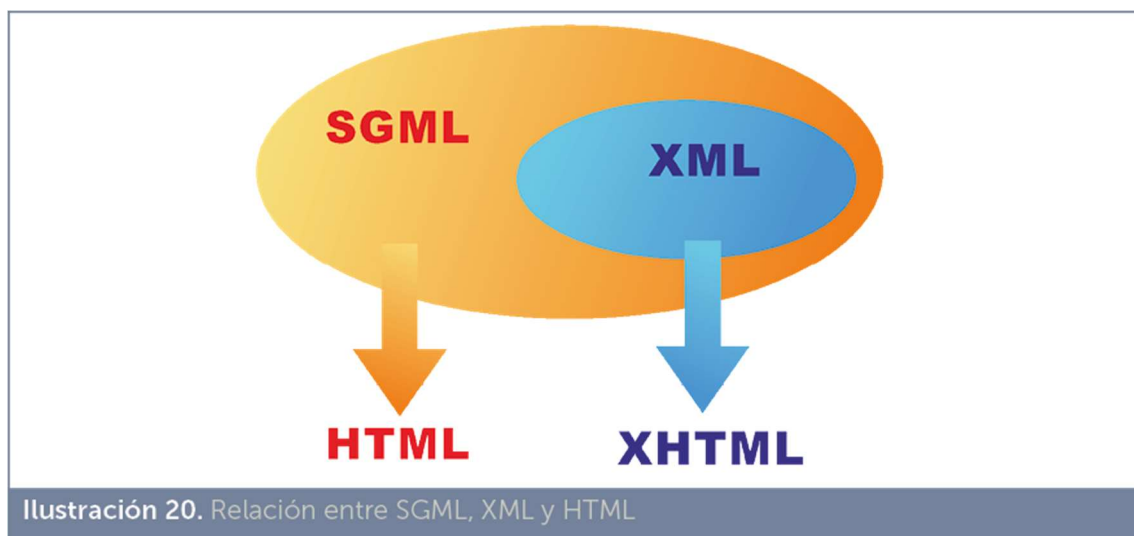 SGML
XML
HTML
XHTML
Ilustración 20. Relación entre SGML, XML y HTML